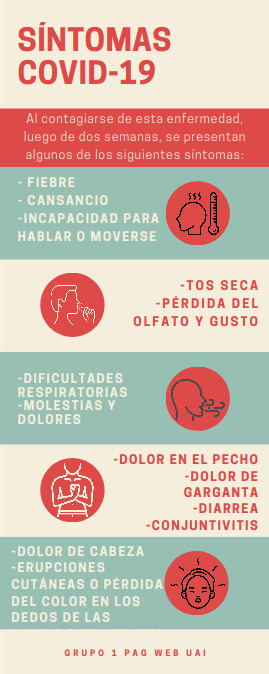 SÍNTOMAS
COVID-19
Al contagiarse de esta enfermedad,
luego de dos semanas, se presentan
algunos de los siguientes síntomas:
- FIEBRE
- CANSANCIO
-INCAPACIDAD PARA
HABLAR O MOVERSE
-TOS SECA
-PÉRDIDA DEL
OLFATO Y GUSTO
-DIFICULTADES
RESPIRATORIAS
-MOLESTIAS Y
DOLORES
-DOLOR EN EL PECHO
-DOLOR DE
GARGANTA
-DIARREA
-CONJUNTIVITIS
-DOLOR DE CABEZA
-ERUPCIONES
CUTÁNEAS O PÉRDIDA
DEL COLOR EN LOS
DEDOS DE LAS
GRUPO 1 PAG WEB UAI